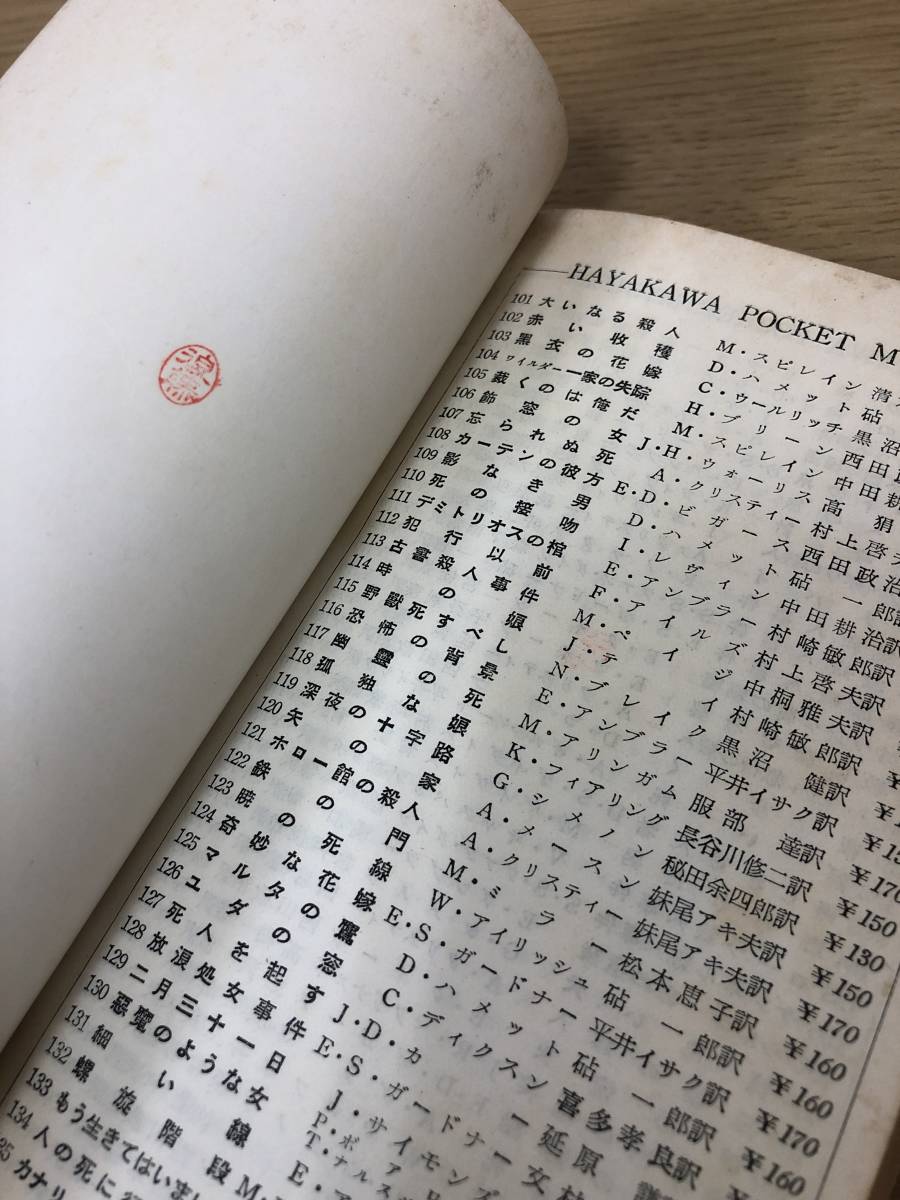 HAYAKAWA POCKET M
101 大いなる殺人 M・スピレイン 清
102 赤い収穫 D・ハメット 砧
103 黒衣の花嫁 C・ウールリッチ 黒沼
104 ワイルダー一家の失踪 H・ブリーン 西田政
105 裁くのは俺だ M・スピレイン 中田耕
106 飾窓の女 J・H・ウォーリス 高狷
107 忘られぬ死 A・クリスティー 村上啓夫
108 カーテンの彼方 E・D・ビガース 西田政治
109 影なき男 D・ハメット 砧一郎訳
110 死の接吻 I・レヴィン 中田耕治訳
111 デミトリオスの棺 E・アンブラー 村崎敏郎訳
112 犯行以前 F・アイルズ 村上啓夫訳
113 古書殺人事件 M・ペイジ 中桐雅夫訳
114 時の娘 J・テイ 村崎敏郎訳
115 野獣死すべし N・ブレイク 黒沼健訳
116 恐怖の背景 E・アンブラー 平井イサク訳
117 幽靈の死 M・アリンガム 服部達訳 ¥170
118 孤独な娘 K・フィアリング 長谷川修二訳 ¥150
119 深夜の十字路 G・シメノン 秘田余四郎訳 ¥130
120 矢の家 A・メースン 妹尾アキ夫訳 ¥150
121 ホロー館の殺人 A・クリスティー 妹尾アキ夫訳 ¥170
122 鉄の門 M・ミラー 松本恵子訳 ¥160
123 暁の死線 W・アイリッシュ 砧一郎訳 ¥160
124 奇妙な花嫁 E・S・ガードナー 平井イサク訳 ¥170
125 マルタの鷹 D・ハメット 砧一郎訳 ¥160
126 ユダの窓 C・ディクスン 喜多孝良訳
127 死人を起す J・D・カー 延原
128 放浪処女事件 E・S・ガードナー
129 二月三十一日 J・サイモンズ
130 惡魔のような女 P・ボア
131 細い線 T・ナルス
132 螺旋階段 M・
133 もう生きてはいまい
134 人の死に行
35 カナリ